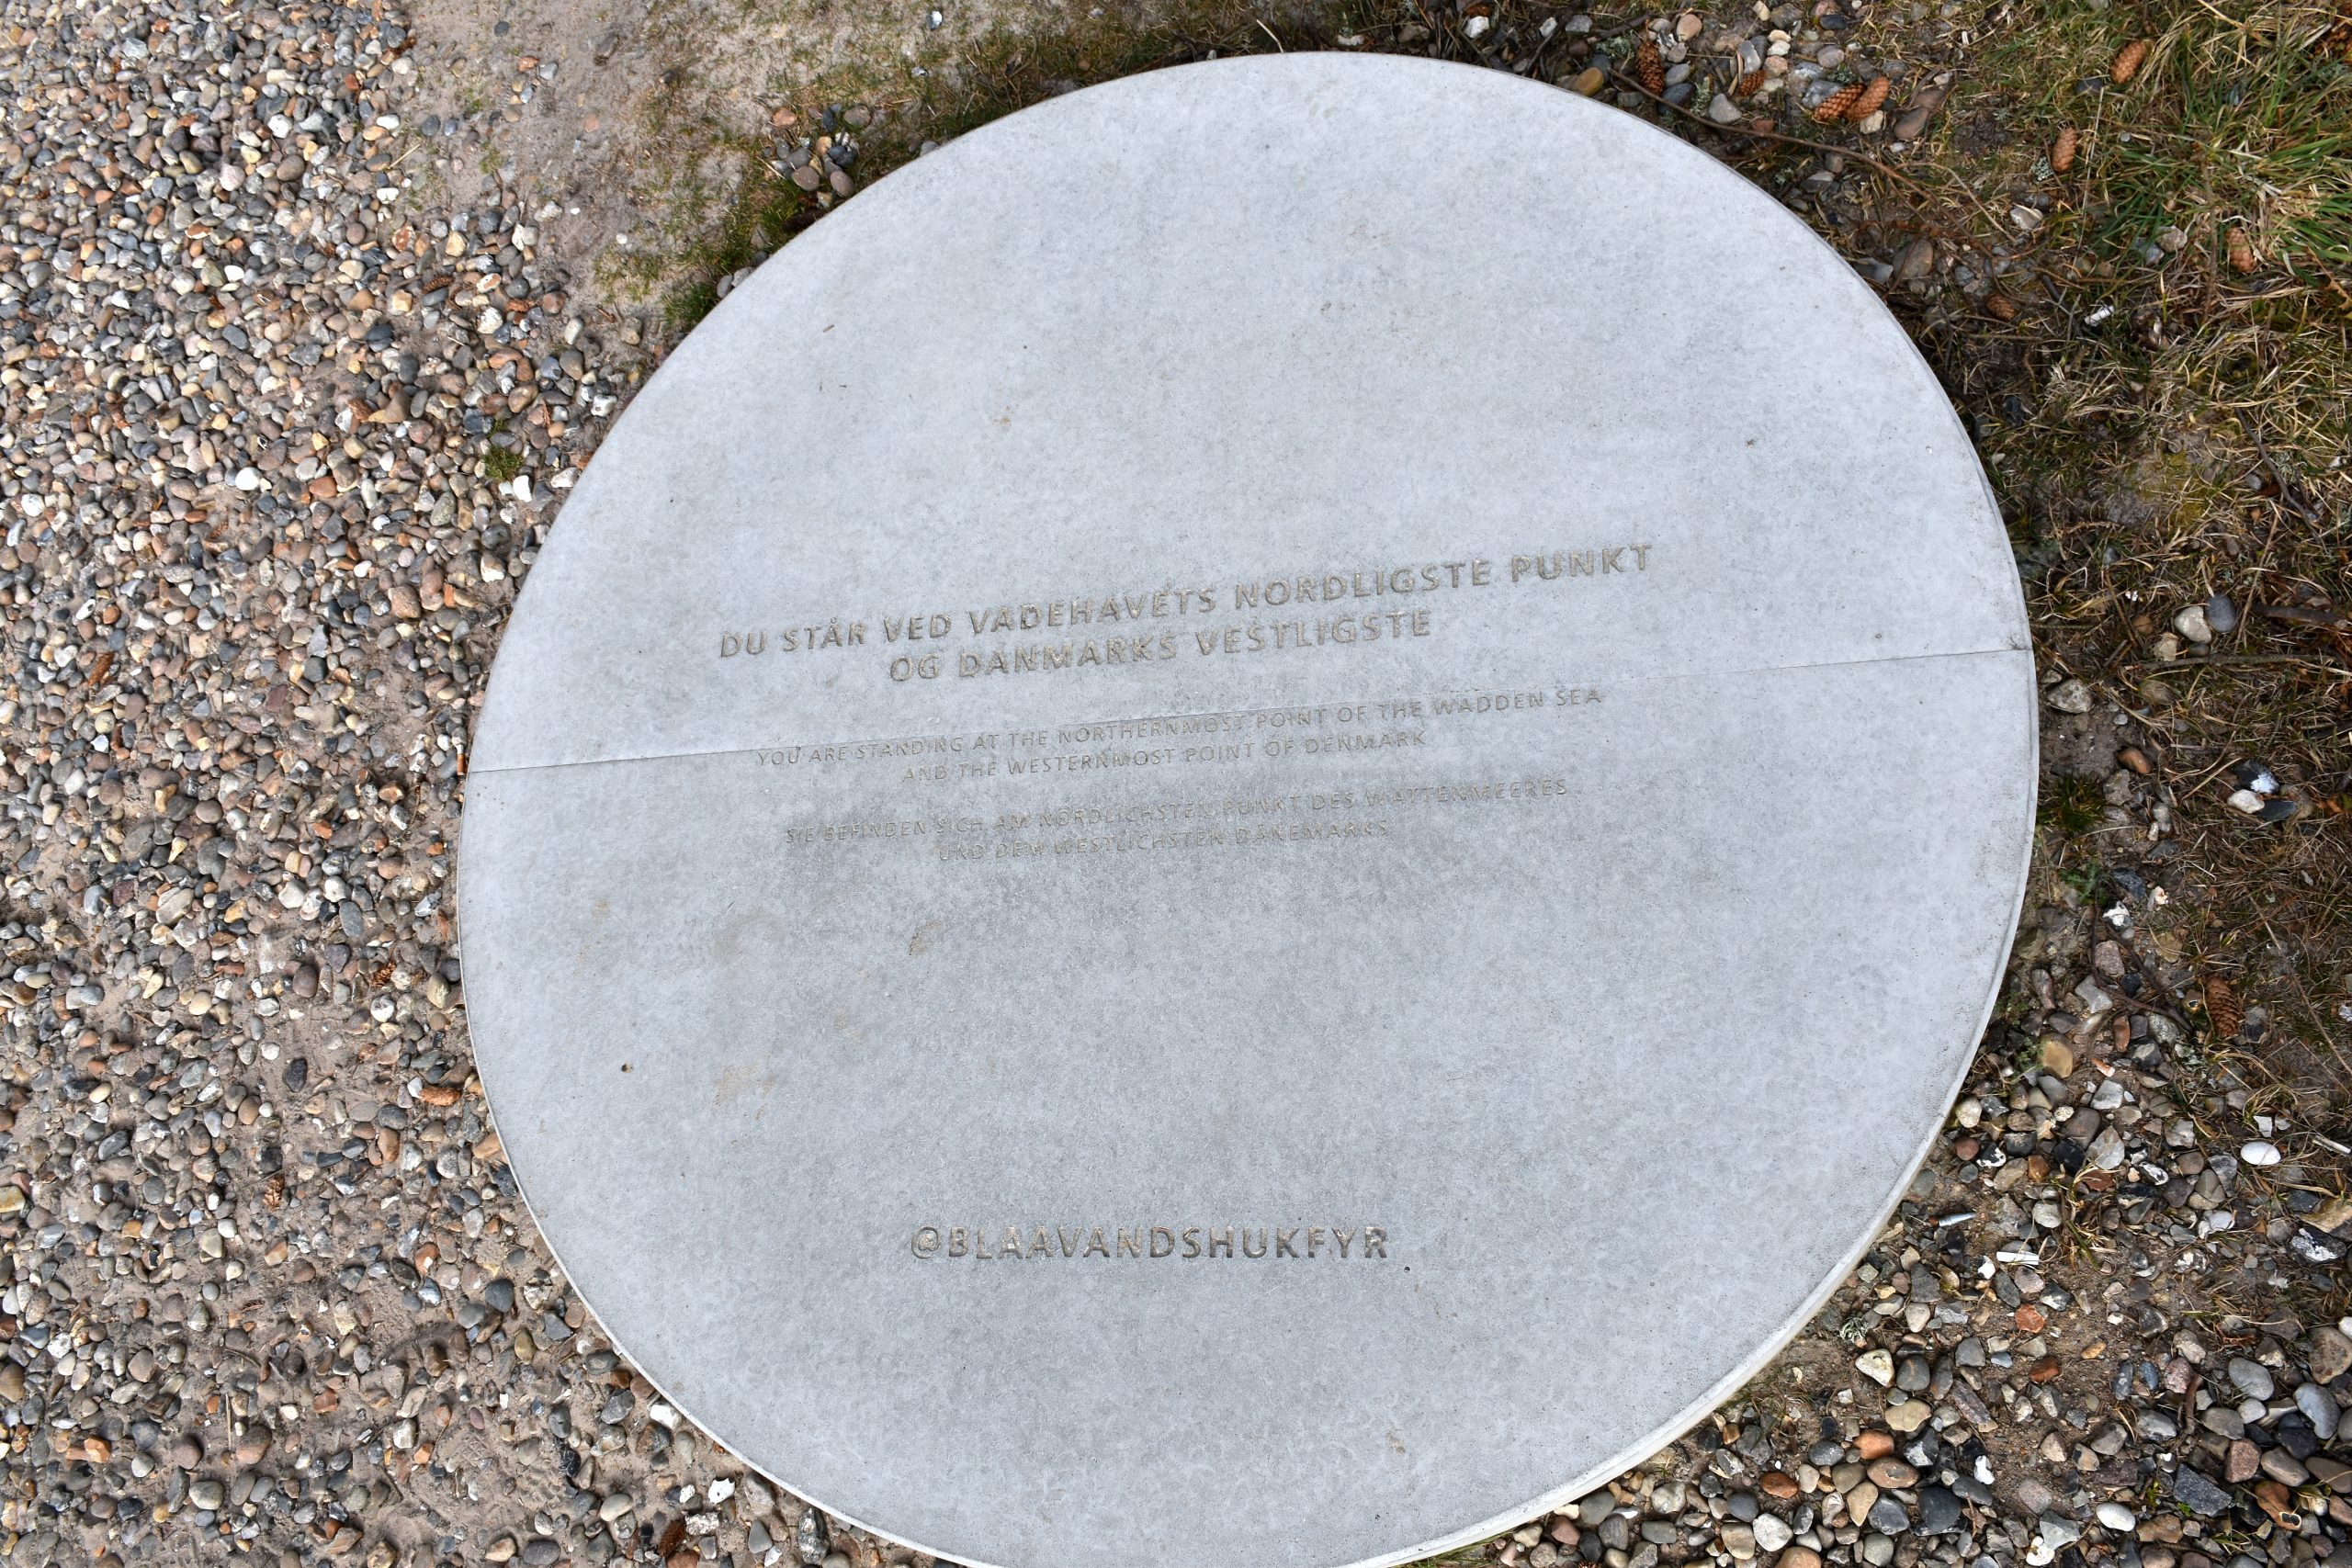 DU STÅR VED VADEHAVETS NORDLIGSTE PUNKT
OG DANMARKS VESTLIGSTE
YOU ARE STANDING AT THE NORTHERNMOST POINT OF THE WADDEN SEA
AND THE WESTERNMOST POINT OF DENMARK
SIE BEFINDEN SICH AM NÖRDLICHSTEN PUNKT DES WATTENMEERES
UND DEM WESTLICHSTEN DÄNEMARKS
@BLAAVANDSHUKFYR